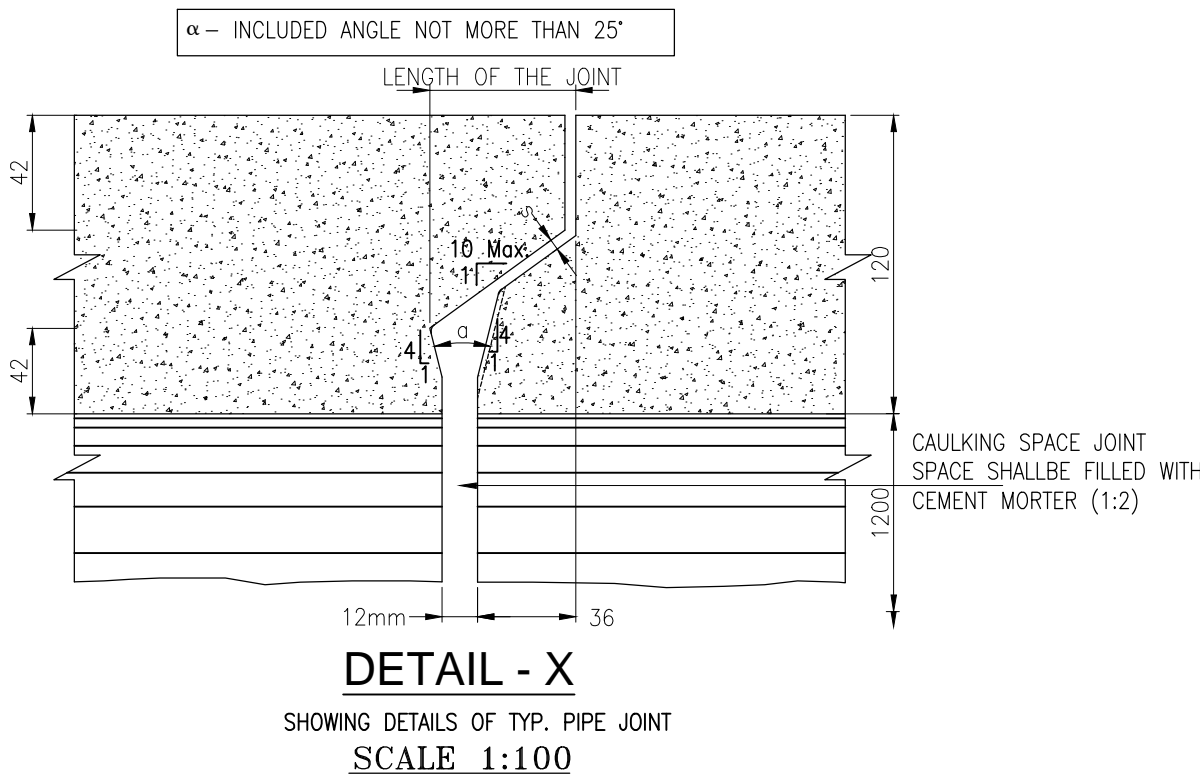 α - INCLUDED ANGLE NOT MORE THAN 25°
LENGTH OF THE JOINT
42
S
10 Max.
1
120
42
4
1
α
4
1
CAULKING SPACE JOINT
SPACE SHALLBE FILLED WITH
CEMENT MORTER (1:2)
1200
12mm
36
DETAIL - X
SHOWING DETAILS OF TYP. PIPE JOINT
SCALE 1:100